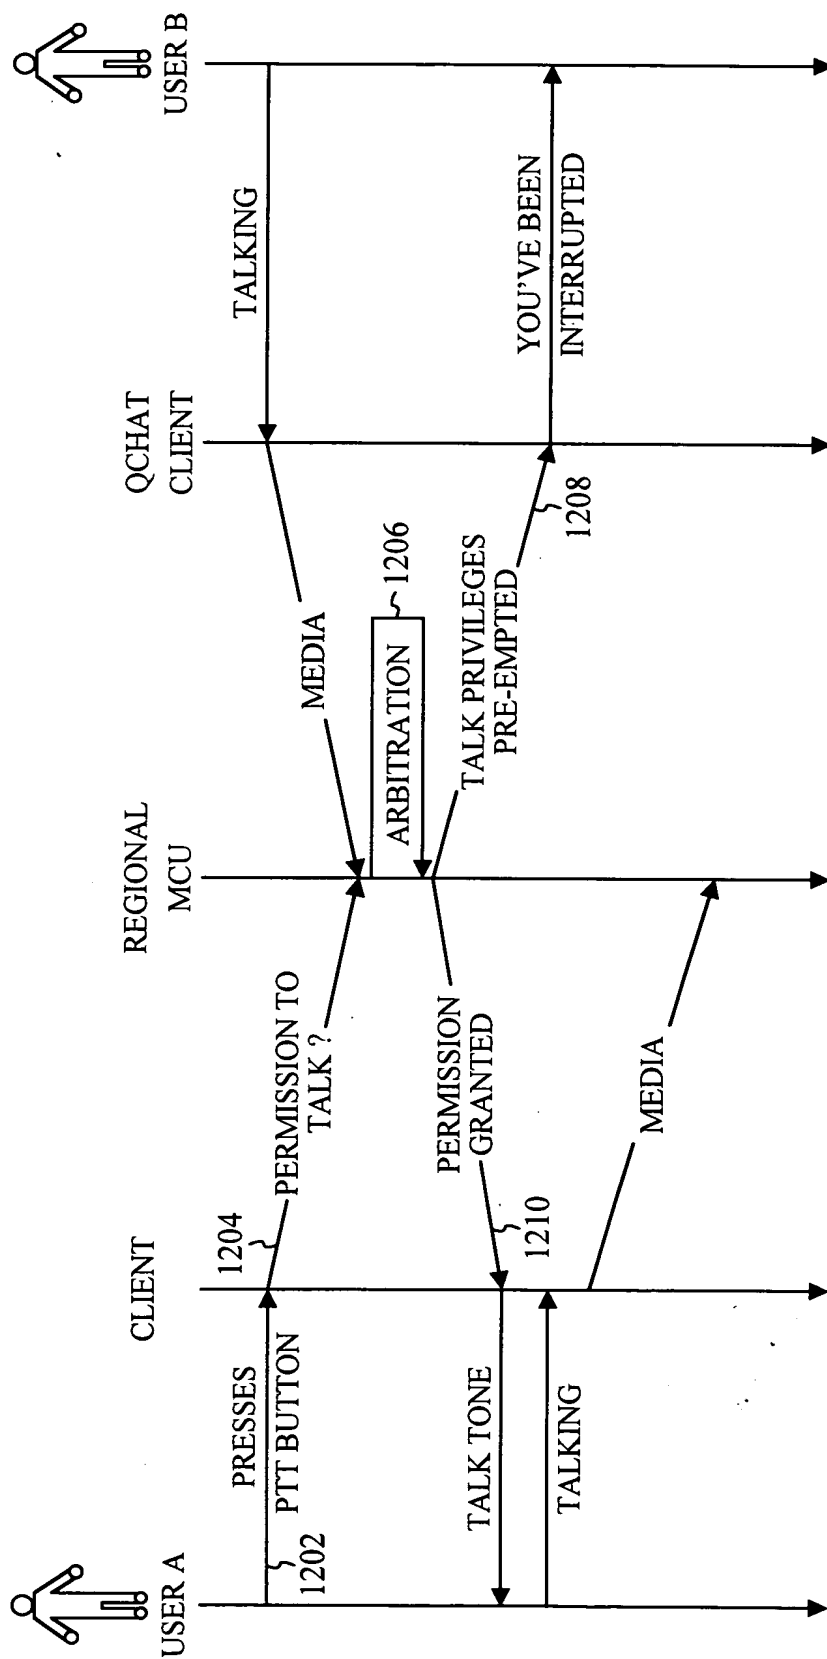 USER A
CLIENT
REGIONAL
MCU
QCHAT
CLIENT
USER B
PRESSES
PTT BUTTON
1202
1204
PERMISSION TO
TALK ?
MEDIA
TALKING
ARBITRATION
1206
TALK PRIVILEGES
PRE-EMPTED
1208
YOU'VE BEEN
INTERRUPTED
PERMISSION
GRANTED
1210
TALK TONE
TALKING
MEDIA